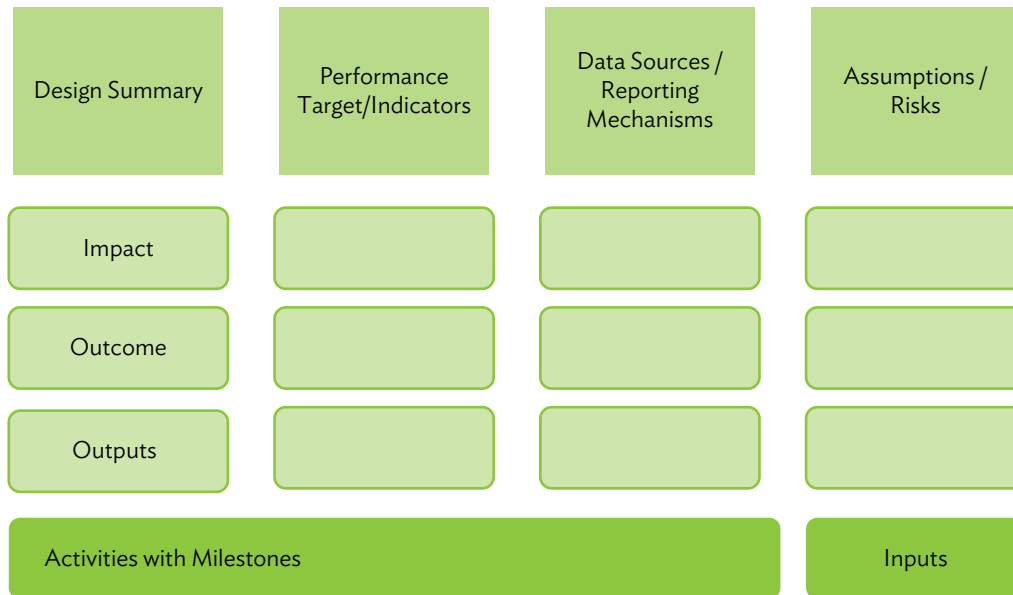 Design Summary
Performance
Target/Indicators
Data Sources /
Reporting
Mechanisms
Assumptions /
Risks
Impact
Outcome
Outputs
Activities with Milestones
Inputs